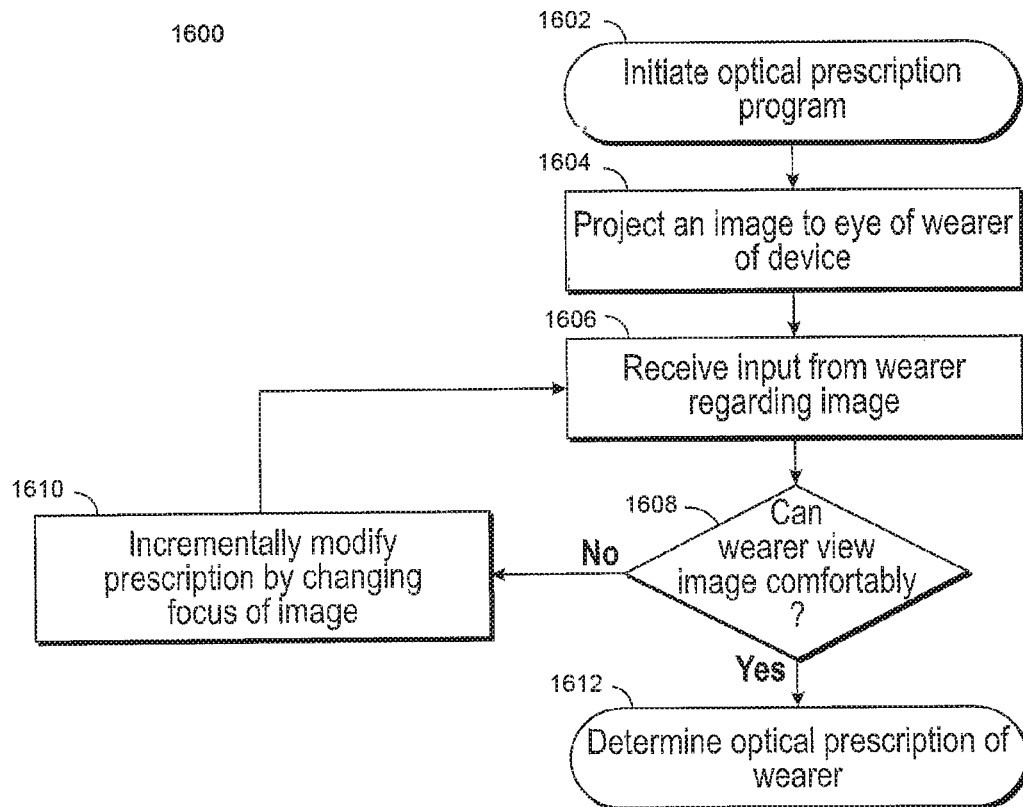 1600
1602
Initiate optical prescription
program
1604
Project an image to eye of wearer
of device
1606
Receive input from wearer
regarding image
1608
Can
wearer view
image comfortably
?
No
1610
Incrementally modify
prescription by changing
focus of image
Yes
1612
Determine optical prescription of
wearer